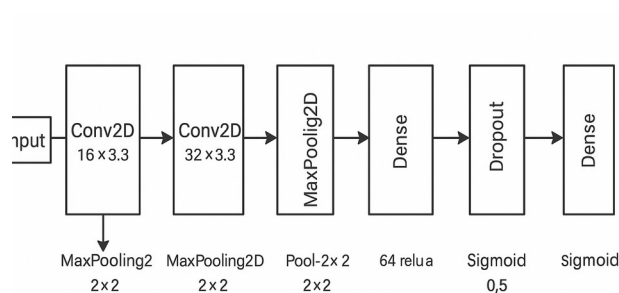 nput
Conv2D
16×3.3
Conv2D
32×3.3
MaxPoolig2D
Dense
Dropout
Dense
MaxPooling2
2×2
MaxPooling2D
2×2
Pool-2×2
2×2
64 relua
Sigmoid
0,5
Sigmoid